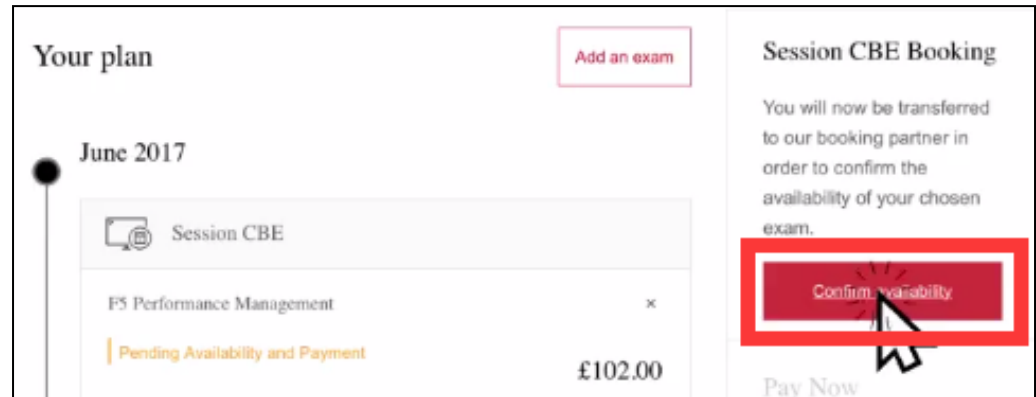 Your plan
Add an exam
June 2017
Session CBE
F5 Performance Management
×
Pending Availability and Payment
£102.00
Session CBE Booking
You will now be transferred
to our booking partner in
order to confirm the
availability of your chosen
exam.
Confirm availability
Pay Now